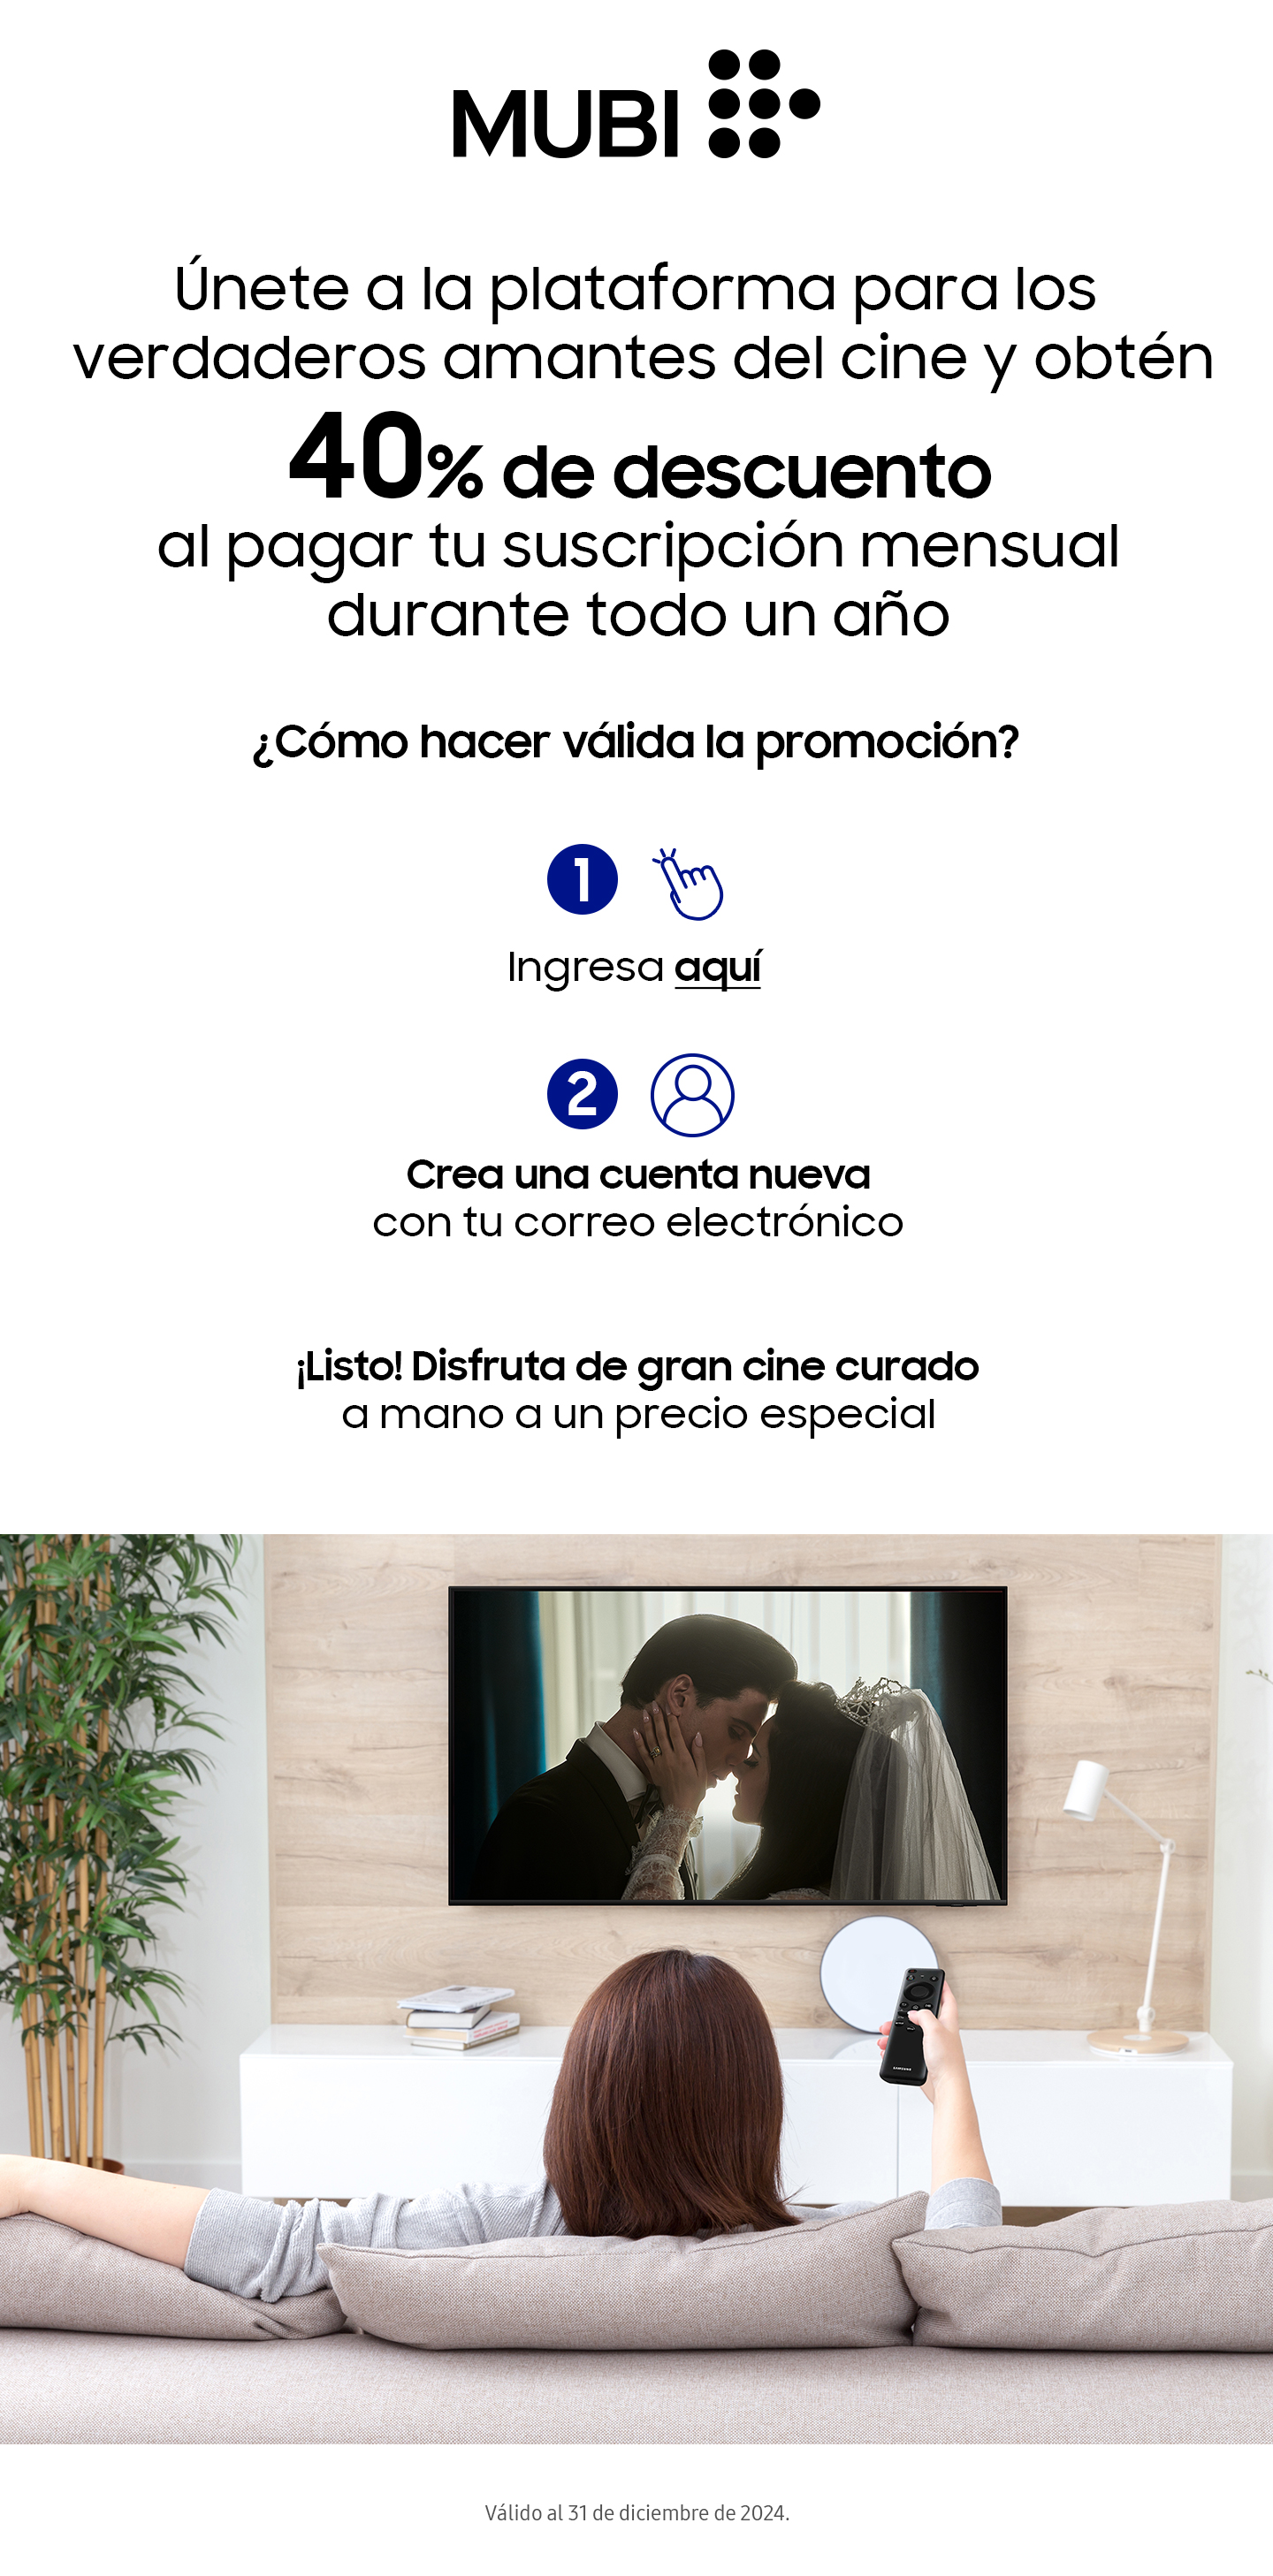 MUBI
Únete a la plataforma para los
verdaderos amantes del cine y obtén
40% de descuento
al pagar tu suscripción mensual
durante todo un año
¿Cómo hacer válida la promoción?
1
Ingresa aquí
2
Crea una cuenta nueva
con tu correo electrónico
¡Listo! Disfruta de gran cine curado
a mano a un precio especial
SAMSUNG
Válido al 31 de diciembre de 2024.